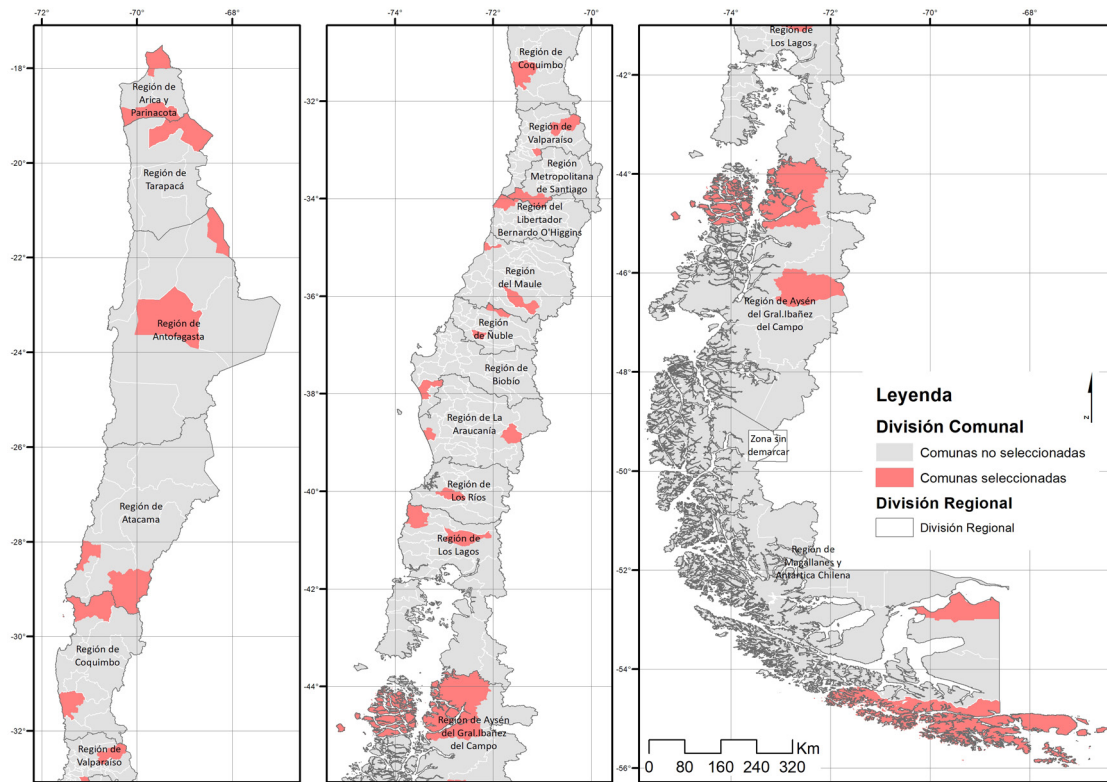 -72° -70° -68°
-18°
Región de
Arica y
Parinacota
-20°
Región de
Tarapacá
-22°
Región de
Antofagasta
-24°
-26°
Región de
Atacama
-28°
-30°
Región de
Coquimbo
-32°
Región de
Valparaíso
-74° -72° -70°
Región de
Coquimbo
-32°
Región de
Valparaíso
Región
Metropolitana
de Santiago
-34°
Región del
Libertador
Bernardo O'Higgins
Región
del Maule
-36°
Región
de Ñuble
Región de
Biobío
-38°
Región de La
Araucanía
-40°
Región de
Los Ríos
Región de
Los Lagos
-42°
-44°
Región de Aysén
del Gral.Ibañez
del Campo
-74° -72° -70° -68°
Región de
Los Lagos
-42°
-44°
-46°
Región de Aysén
del Gral.Ibañez
del Campo
-48°
Zona sin
demarcar
-50°
Región de
Magallanes y
Antártica Chilena
-52°
-54°
-56°
Z
Leyenda
División Comunal
Comunas no seleccionadas
Comunas seleccionadas
División Regional
División Regional
Km
0 80 160 240 320